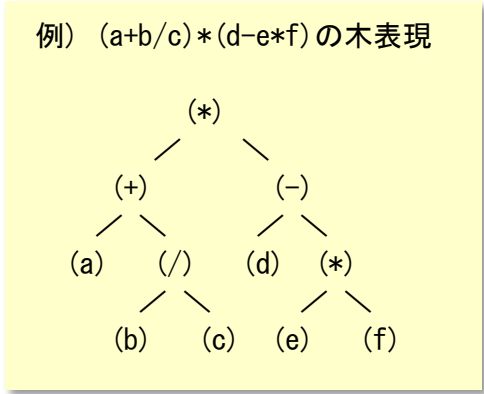 例) (a+b/c)*(d-e*f)の木表現
(*)
(+) (-)
(a) (/) (d) (*)
(b) (c) (e) (f)